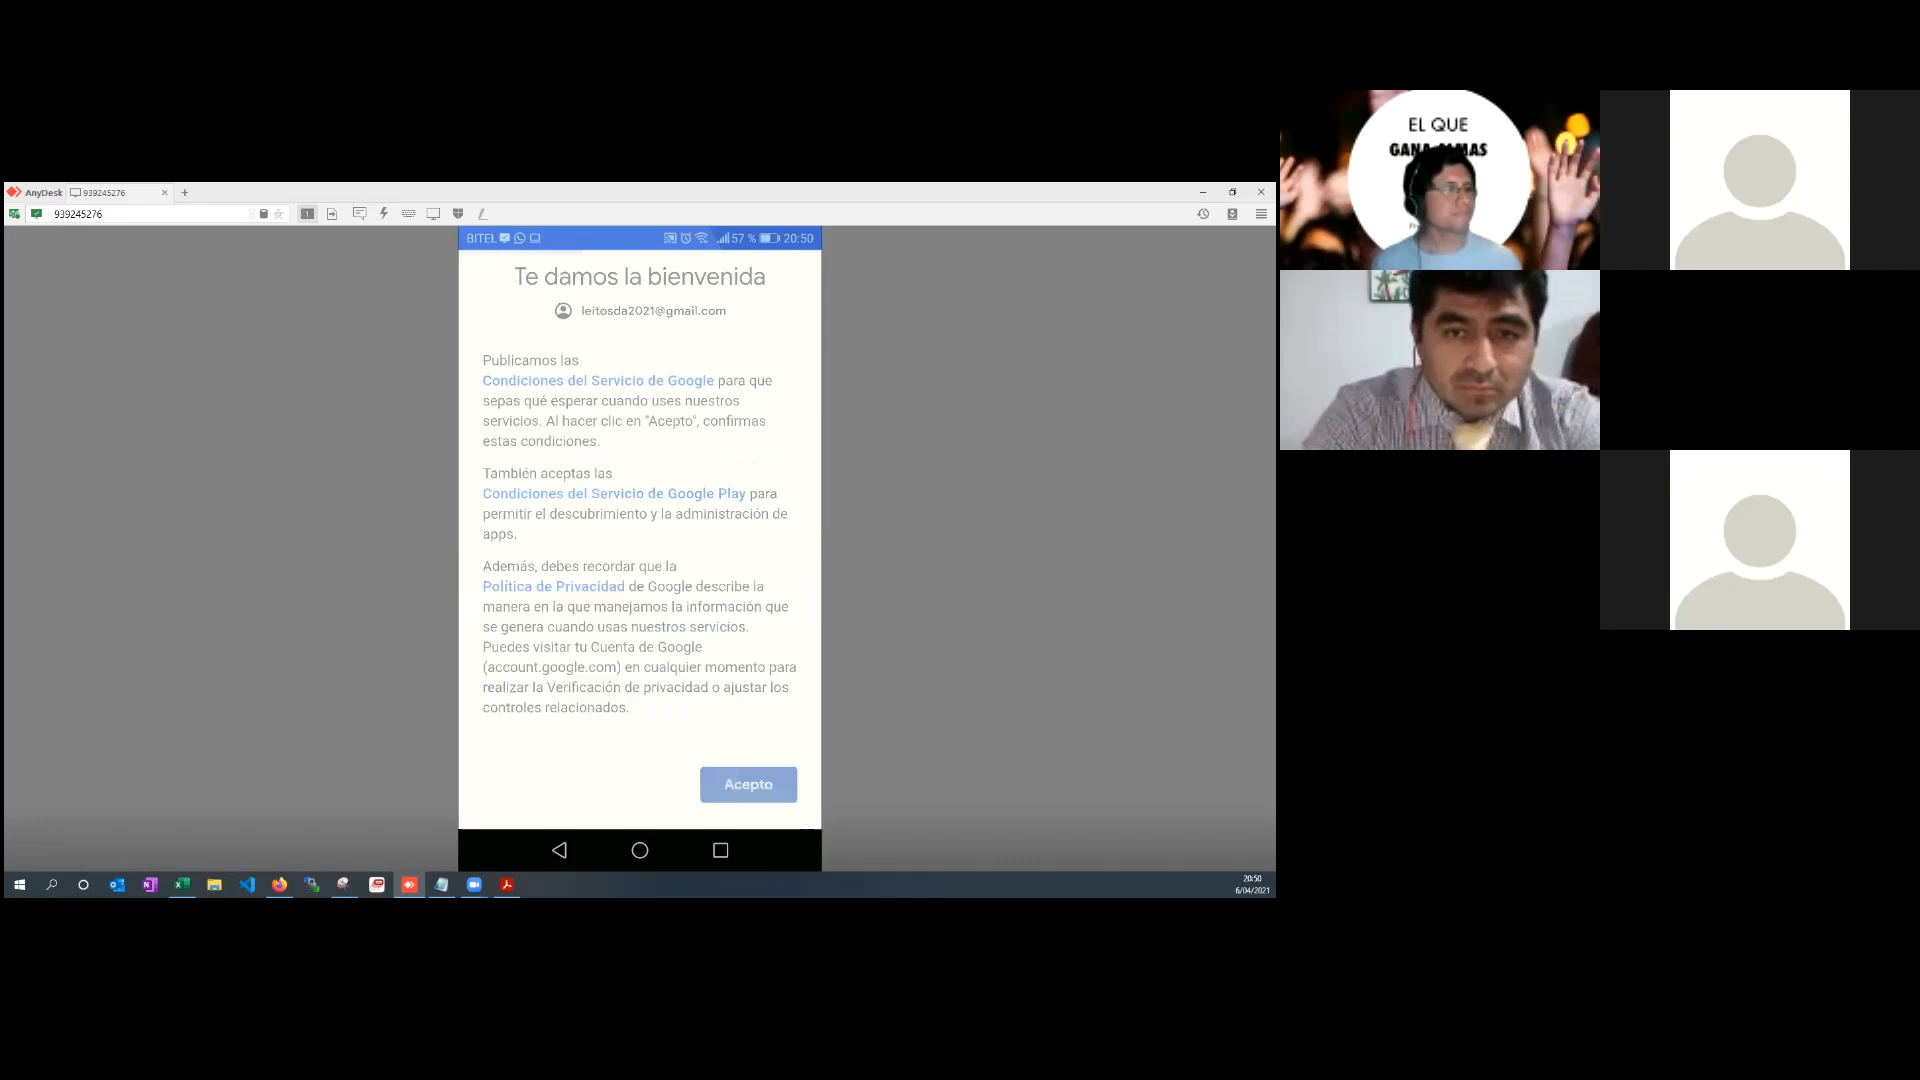 AnyDesk
939245276
939245276
1
BITEL
57 %
20:50
Te damos la bienvenida
leitosda2021@gmail.com
Publicamos las
Condiciones del Servicio de Google para que
sepas qué esperar cuando uses nuestros
servicios. Al hacer clic en "Acepto", confirmas
estas condiciones.
También aceptas las
Condiciones del Servicio de Google Play para
permitir el descubrimiento y la administración de
apps.
Además, debes recordar que la
Política de Privacidad de Google describe la
manera en la que manejamos la información que
se genera cuando usas nuestros servicios.
Puedes visitar tu Cuenta de Google
(account.google.com) en cualquier momento para
realizar la Verificación de privacidad o ajustar los
controles relacionados.
Acepto
20:50
6/04/2021
EL QUE
GANA ALMAS